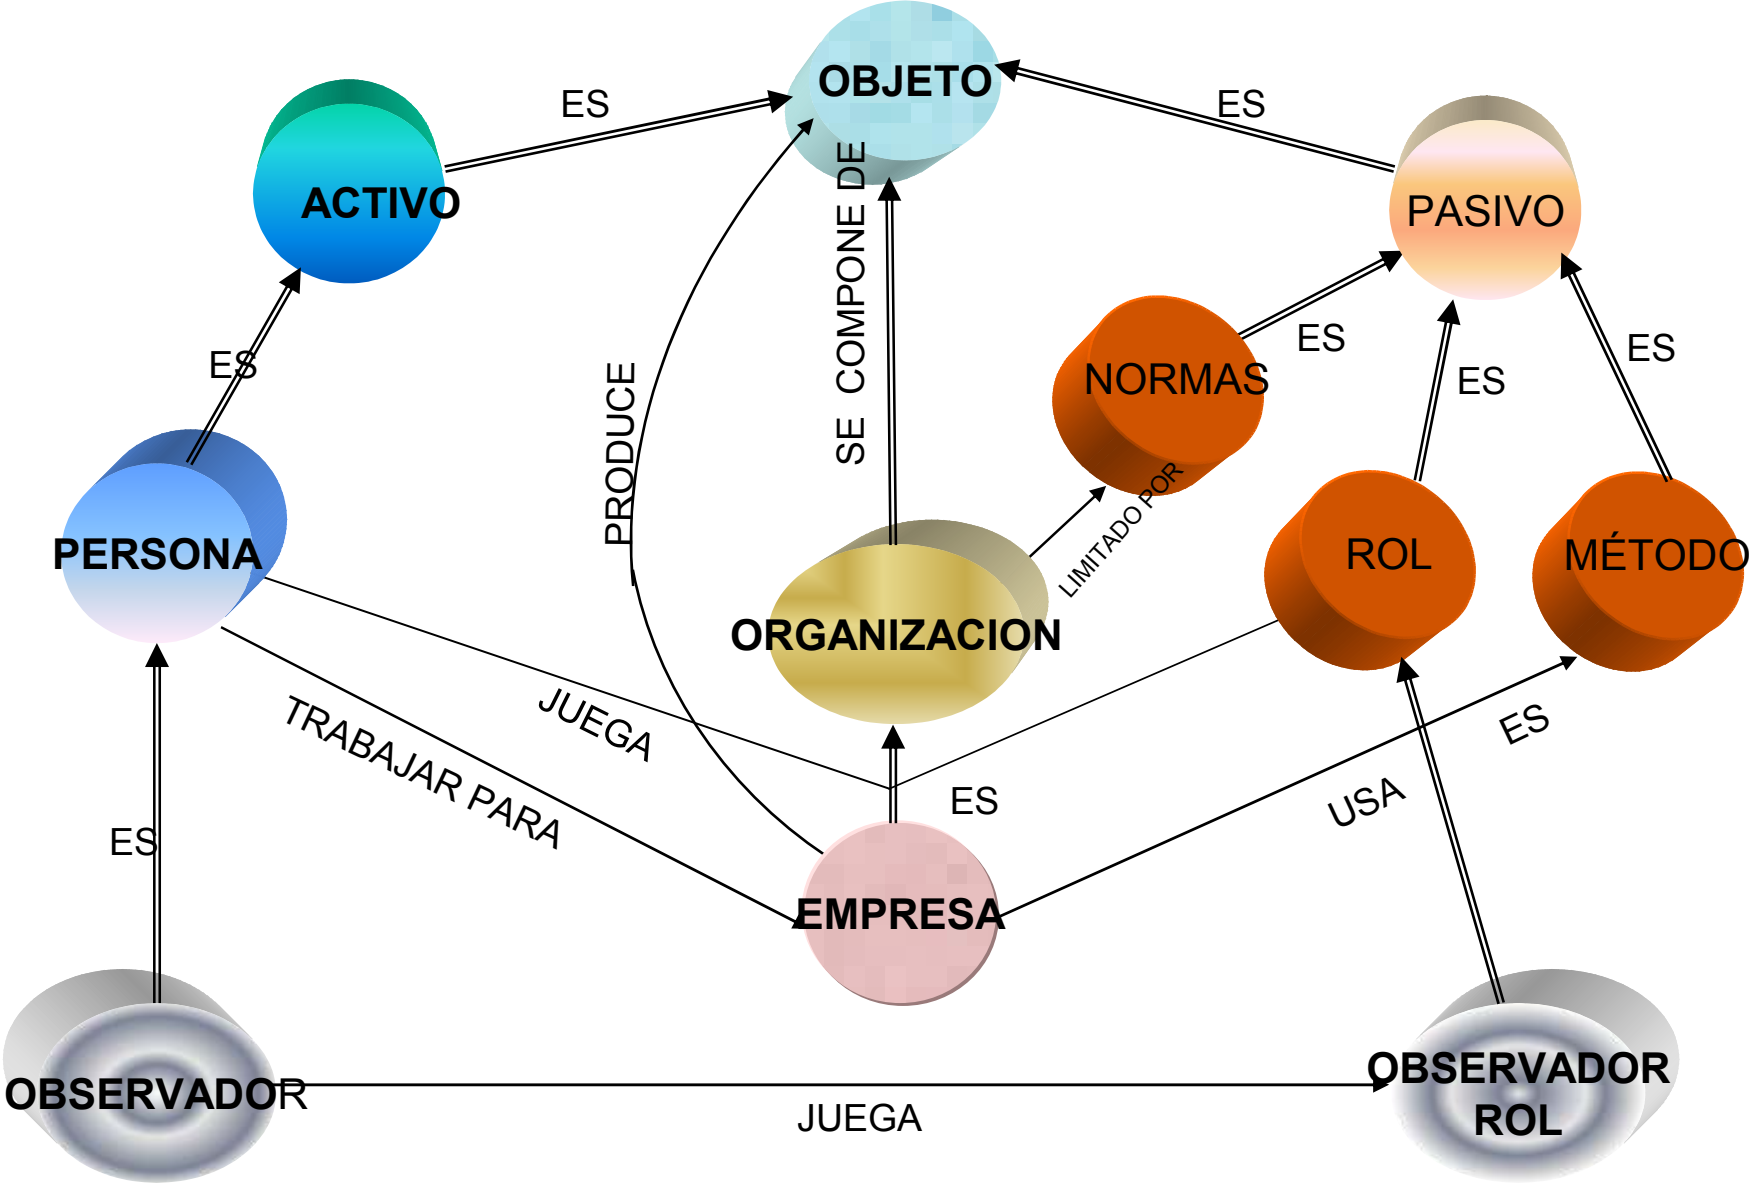 OBJETO
ES
ES
ACTIVO
PASIVO
SE  COMPONE DE
NORMAS
ES
ES
ES
ES
PRODUCE
LIMITADO POR
PERSONA
ROL
MÉTODO
ORGANIZACION
JUEGA
TRABAJAR PARA
ES
ES
USA
ES
EMPRESA
OBSERVADOR
OBSERVADOR
ROL
JUEGA